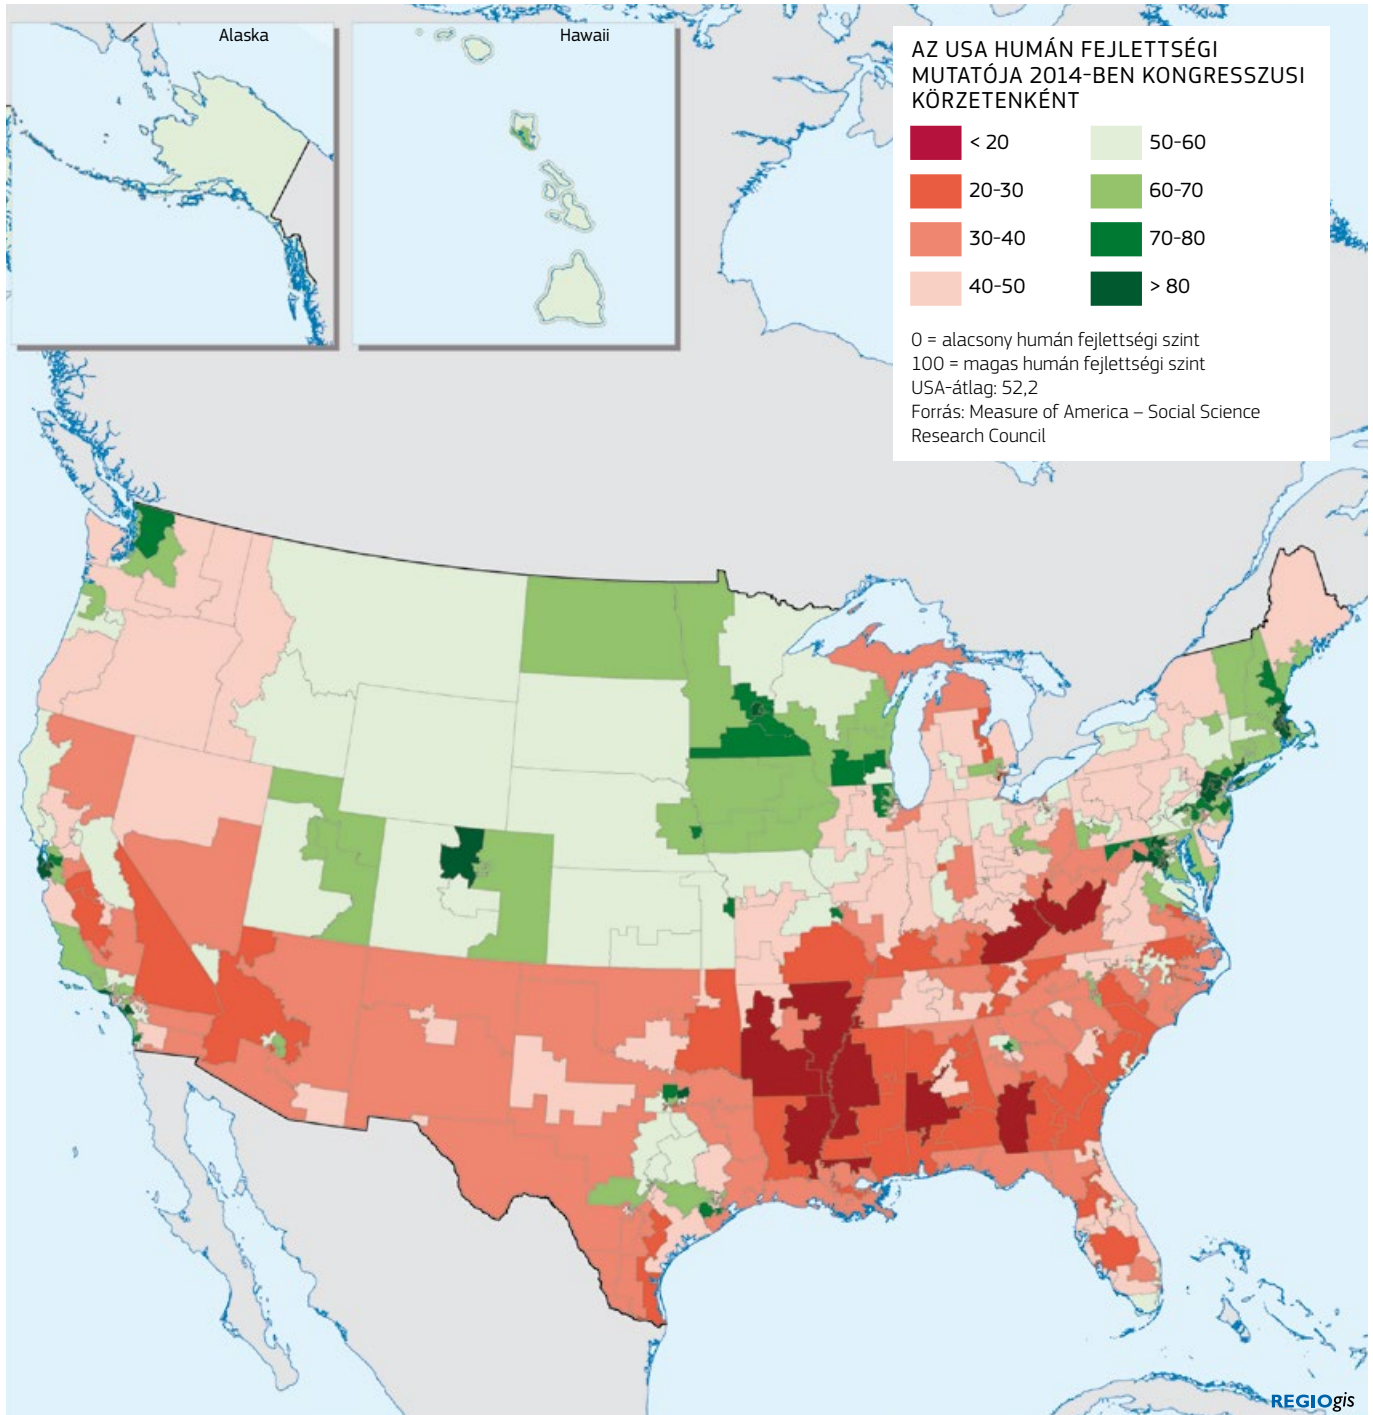 Alaska
Hawaii
AZ USA HUMÁN FEJLETTSÉGI
MUTATÓJA 2014-BEN KONGRESSZUSI
KÖRZETENKÉNT
< 20
20-30
30-40
40-50
50-60
60-70
70-80
> 80
0 = alacsony humán fejlettségi szint
100 = magas humán fejlettségi szint
USA-átlag: 52,2
Forrás: Measure of America – Social Science
Research Council
REGIOgis